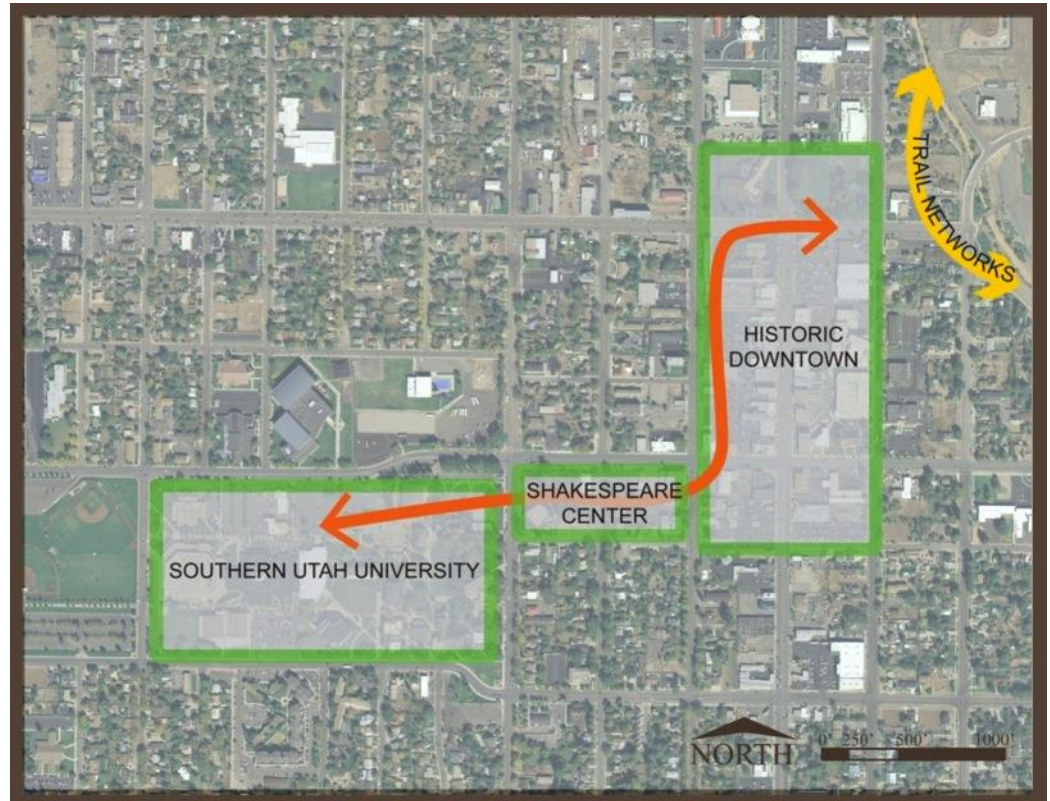 TRAIL NETWORKS
HISTORIC
DOWNTOWN
SHAKESPEARE
CENTER
SOUTHERN UTAH UNIVERSITY
NORTH
0' 250' 500' 1000'